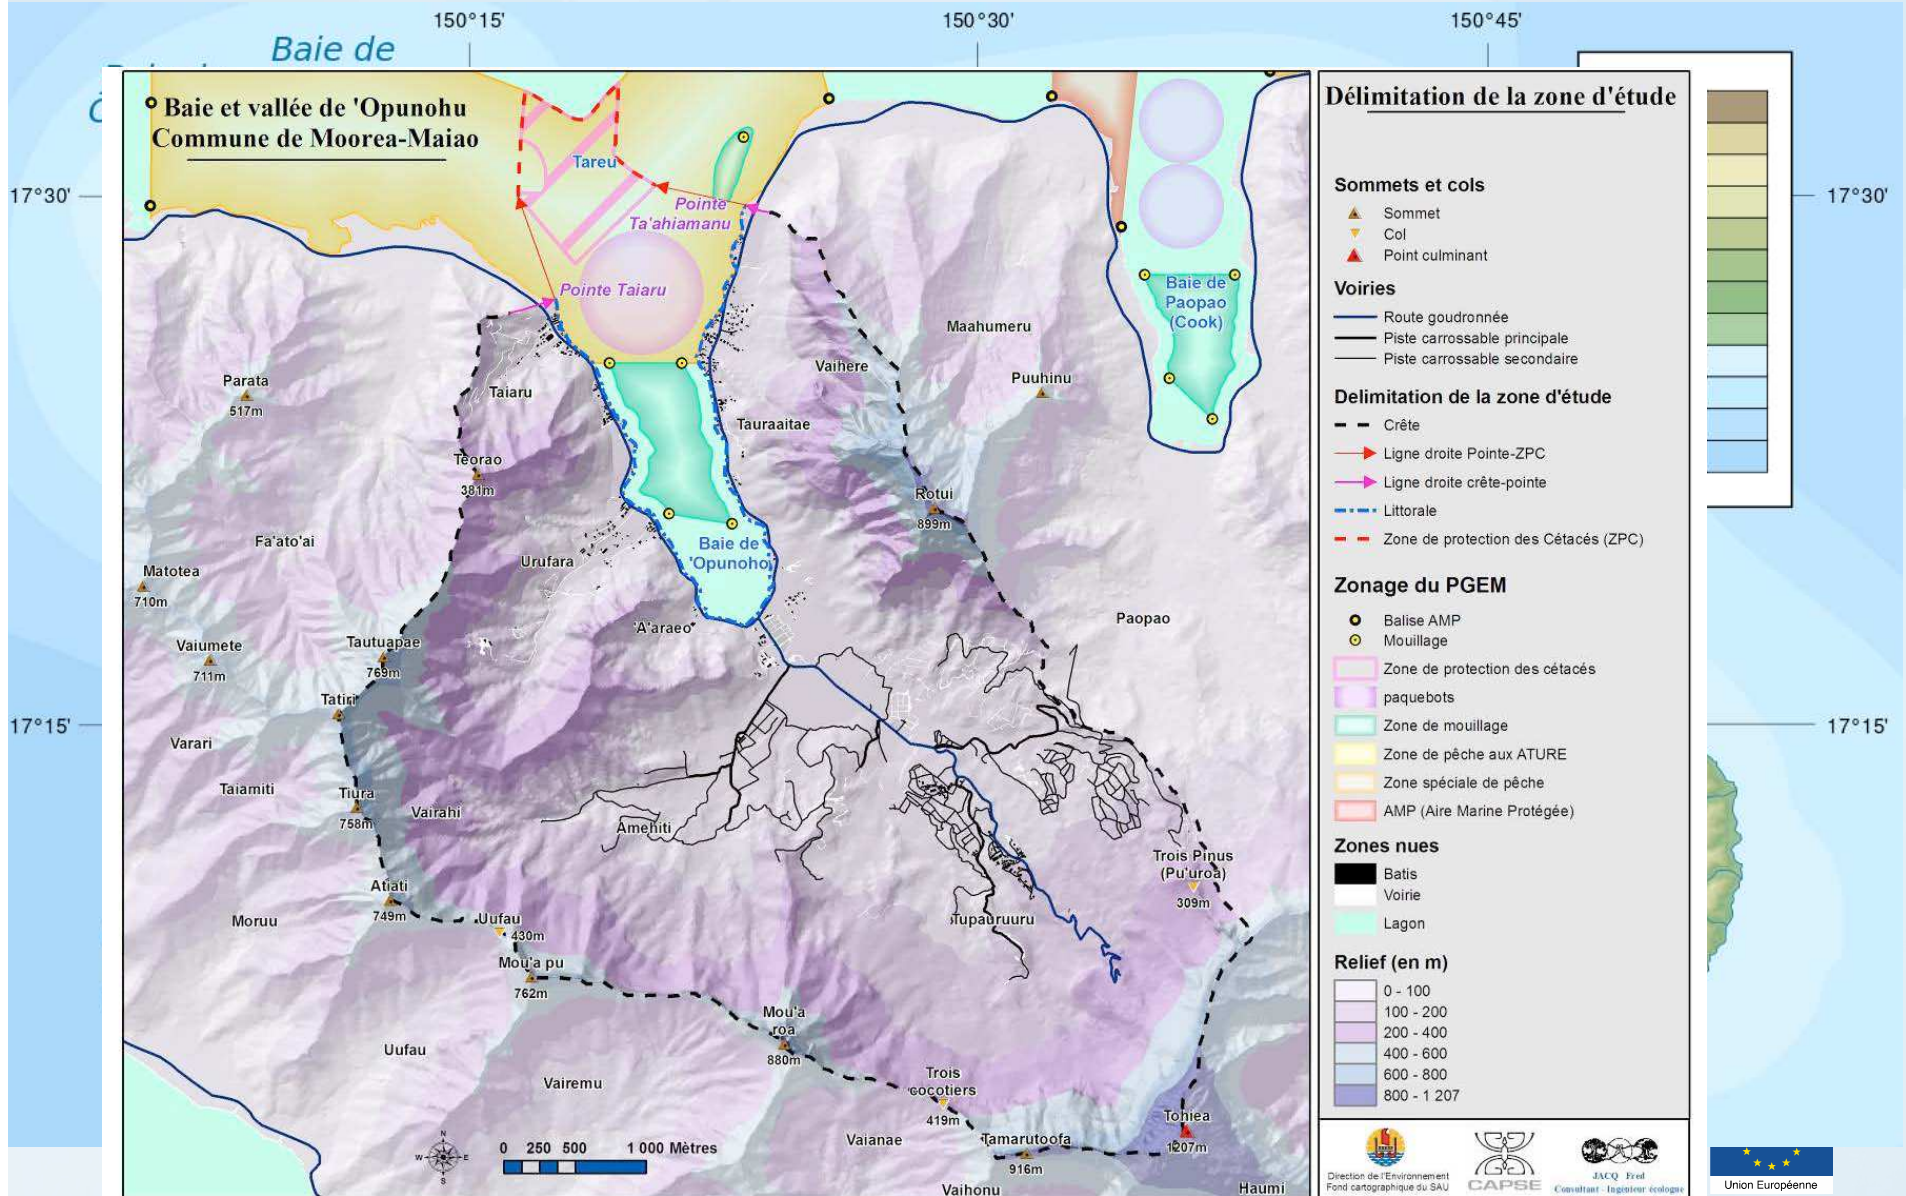 150°15'
150°30'
150°45'
Baie de
17°30'
17°30'
17°15'
17°15'
Baie et vallée de 'Opunohu
Commune de Moorea-Maiao
Tareu
Pointe
Ta'ahiamanu
Pointe Taiaru
Baie de
Paopao
(Cook)
Maahumeru
Vaihere
Puuhinu
Parata
517m
Taiaru
Tauraaitae
Teorao
381m
Rotui
899m
Fa'ato'ai
Urufara
Baie de
'Opunoho
Matotea
710m
'A'araeo
Paopao
Vaiumete
711m
Tautuapae
769m
Tatiri
Varari
Taiamiti
Tiura
758m
Vairahi
Amehiti
Trois Pinus
(Pu'uroa)
309m
Atiati
749m
Moruu
Uufau
430m
Tupauruuru
Mou'a pu
762m
Mou'a
roa
880m
Uufau
Vairemu
Trois
cocotiers
419m
Tohiea
1207m
Vaianae
Tamarutoofa
916m
Vaihonu
Haumi
N
W
E
S
0 250 500 1 000 Mètres
Délimitation de la zone d'étude
Sommets et cols
Sommet
Col
Point culminant
Voiries
Route goudronnée
Piste carrossable principale
Piste carrossable secondaire
Delimitation de la zone d'étude
Crête
Ligne droite Pointe-ZPC
Ligne droite crête-pointe
Littorale
Zone de protection des Cétacés (ZPC)
Zonage du PGEM
Balise AMP
Mouillage
Zone de protection des cétacés
paquebots
Zone de mouillage
Zone de pêche aux ATURE
Zone spéciale de pêche
AMP (Aire Marine Protégée)
Zones nues
Batis
Voirie
Lagon
Relief (en m)
0 - 100
100 - 200
200 - 400
400 - 600
600 - 800
800 - 1 207
Direction de l'Environnement
Fond cartographique du SAU
CAPSE
JACQ Fred
Consultant - Ingénieur écologue
Union Européenne